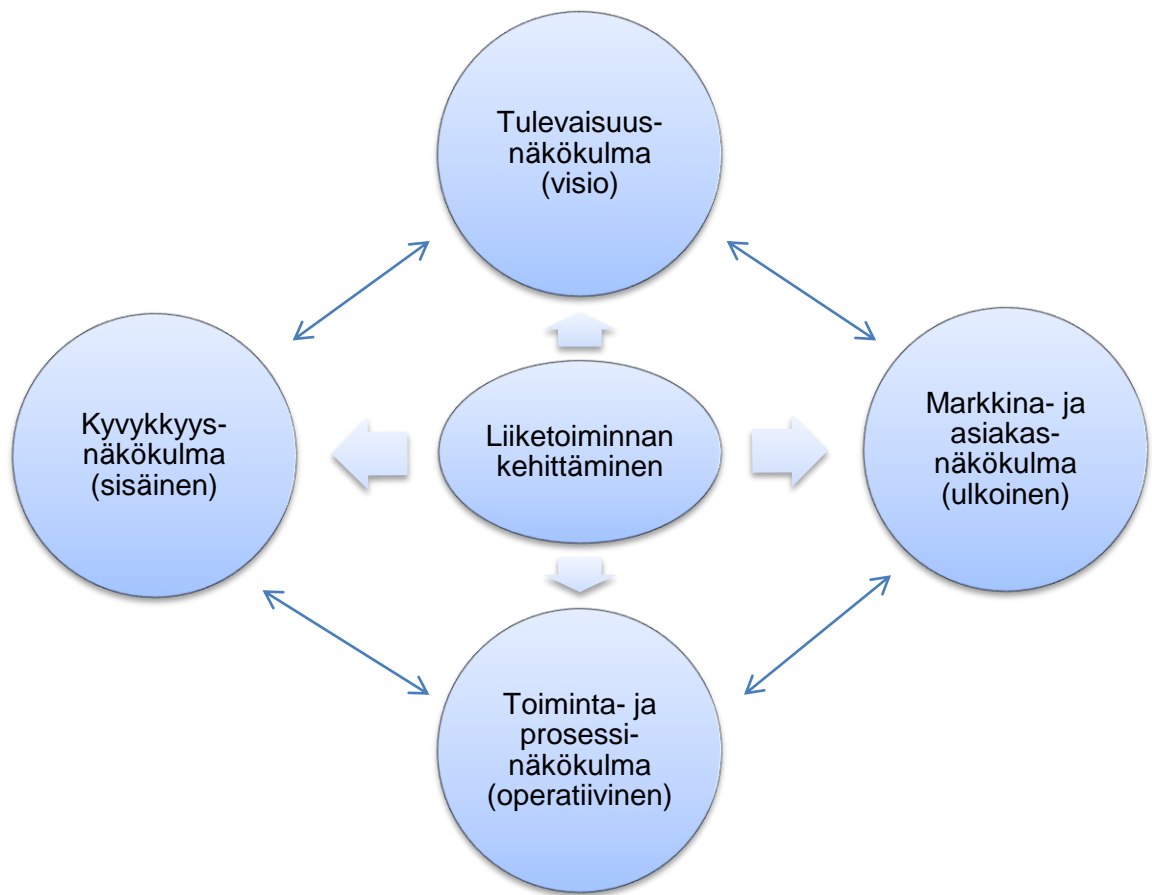 Tulevaisuus-
näkökulma
(visio)
Kyvykkyys-
näkökulma
(sisäinen)
Liiketoiminnan
kehittäminen
Markkina- ja
asiakas-
näkökulma
(ulkoinen)
Toiminta- ja
prosessi-
näkökulma
(operatiivinen)